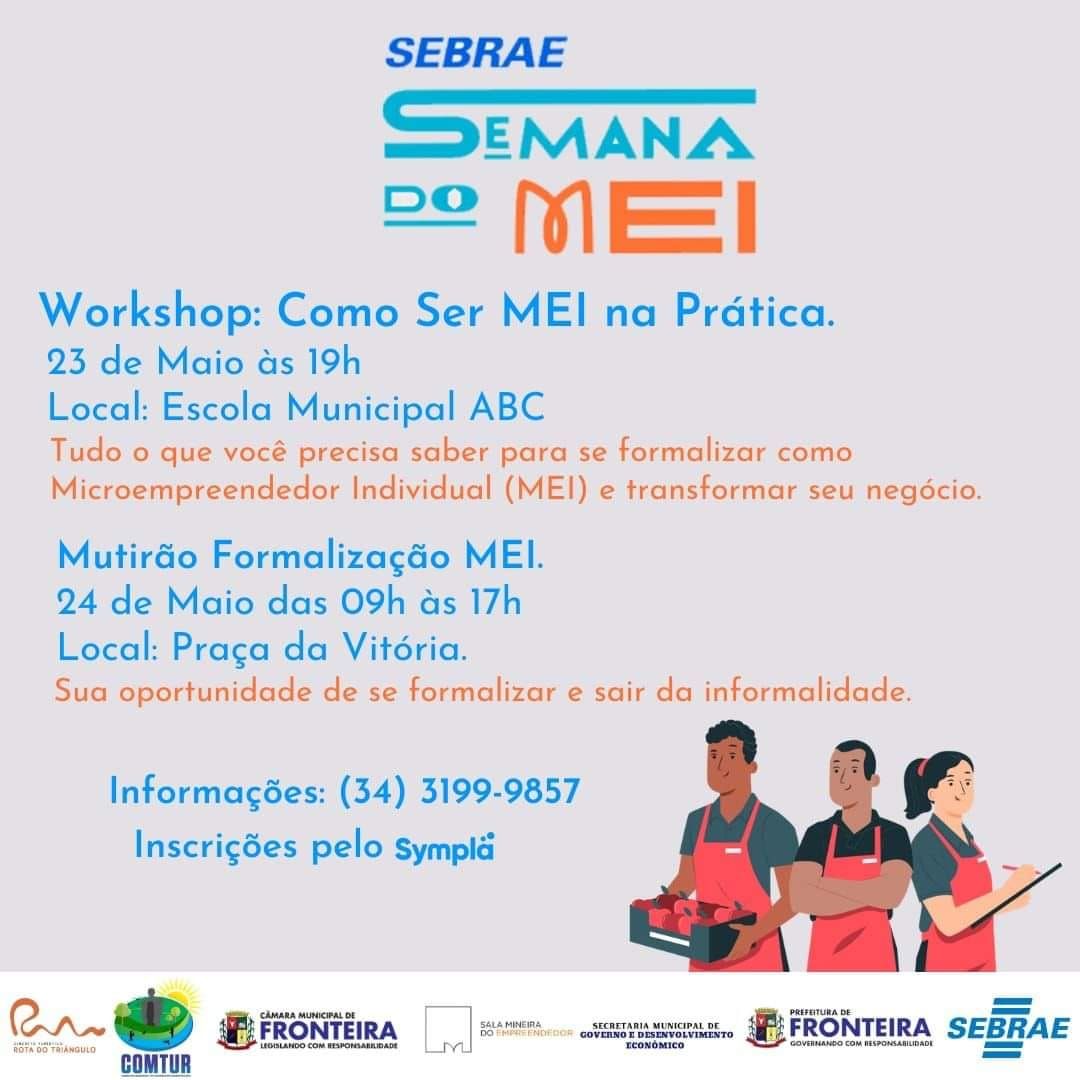 SEBRAE
SEMANA
DO MEI
Workshop: Como Ser MEI na Prática.
23 de Maio às 19h
Local: Escola Municipal ABC
Tudo o que você precisa saber para se formalizar como
Microempreendedor Individual (MEI) e transformar seu negócio.
Mutirão Formalização MEI.
24 de Maio das 09h às 17h
Local: Praça da Vitória.
Sua oportunidade de se formalizar e sair da informalidade.
Informações: (34) 3199-9857
Inscrições pelo Sympla
ROTA DO TRIÂNGULO
COMTUR
CÂMARA MUNICIPAL DE
FRONTEIRA
LEGISLANDO COM RESPONSABILIDADE
SALA MINEIRA
DO EMPREENDEDOR
SECRETARIA MUNICIPAL DE
GOVERNO E DESENVOLVIMENTO
ECONÔMICO
PREFEITURA DE
FRONTEIRA
GOVERNANDO COM RESPONSABILIDADE
SEBRAE